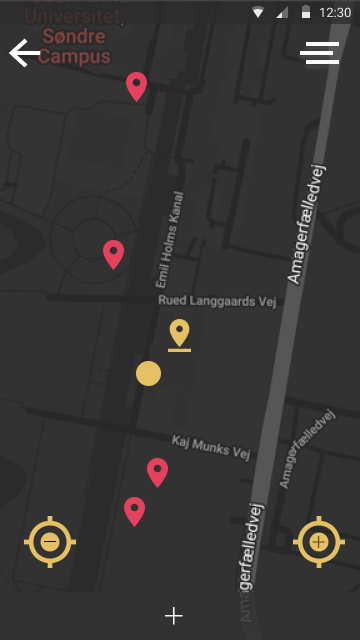 12:30
Universitet,
Søndre
Campus
Emil Holms Kanal
Amagerfælledvej
Rued Langgaards Vej
Kaj Munks Vej
Amagerfælledvej
Amagerfælledvej